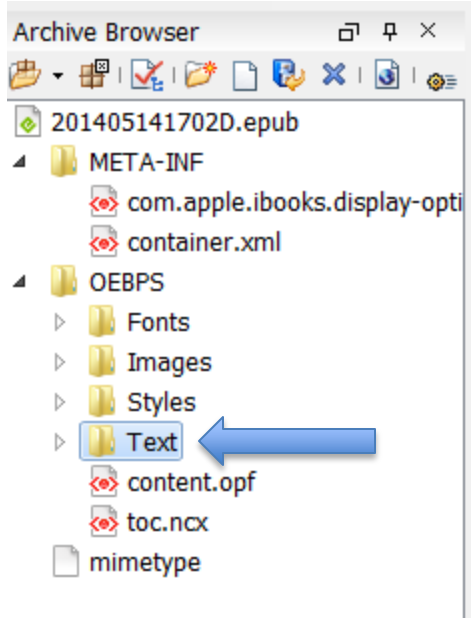 Archive Browser
201405141702D.epub
META-INF
com.apple.ibooks.display-opti
container.xml
OEBPS
Fonts
Images
Styles
Text
content.opf
toc.ncx
mimetype